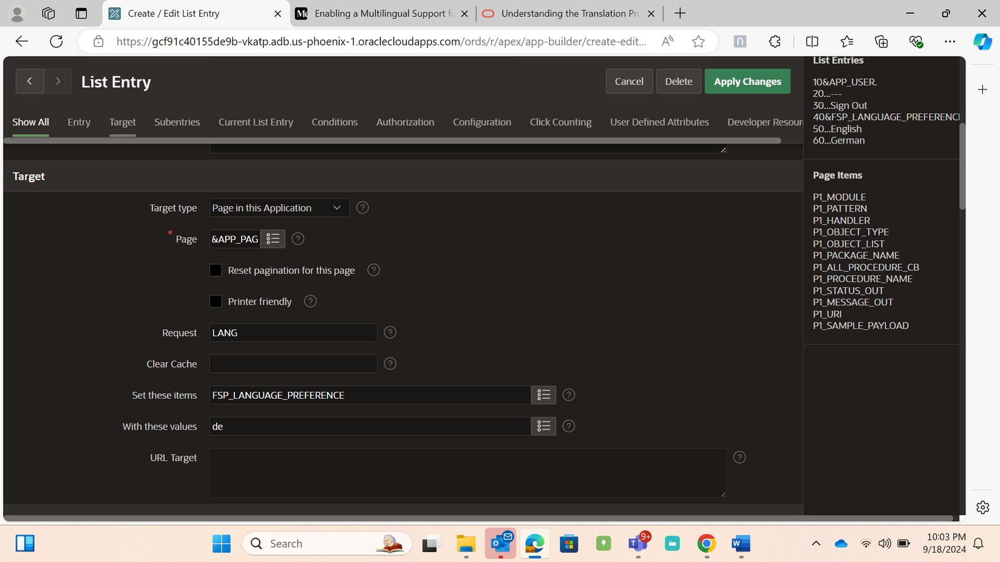 Create / Edit List Entry
Enabling a Multilingual Support fo
Understanding the Translation Pro
https://gcf91c40155de9b-vkatp.adb.us-phoenix-1.oraclecloudapps.com/ords/r/apex/app-builder/create-edit...
List Entry
Cancel
Delete
Apply Changes
Show All
Entry
Target
Subentries
Current List Entry
Conditions
Authorization
Configuration
Click Counting
User Defined Attributes
Developer Resour
Target
Target type
Page in this Application
* Page
&APP_PAG
Reset pagination for this page
Printer friendly
Request
LANG
Clear Cache
Set these items
FSP_LANGUAGE_PREFERENCE
With these values
de
URL Target
List Entries
10&APP_USER.
20...---
30...Sign Out
40&FSP_LANGUAGE_PREFERENCE
50...English
60...German
Page Items
P1_MODULE
P1_PATTERN
P1_HANDLER
P1_OBJECT_TYPE
P1_OBJECT_LIST
P1_PACKAGE_NAME
P1_ALL_PROCEDURE_CB
P1_PROCEDURE_NAME
P1_STATUS_OUT
P1_MESSAGE_OUT
P1_URI
P1_SAMPLE_PAYLOAD
Search
9+
10:03 PM
9/18/2024